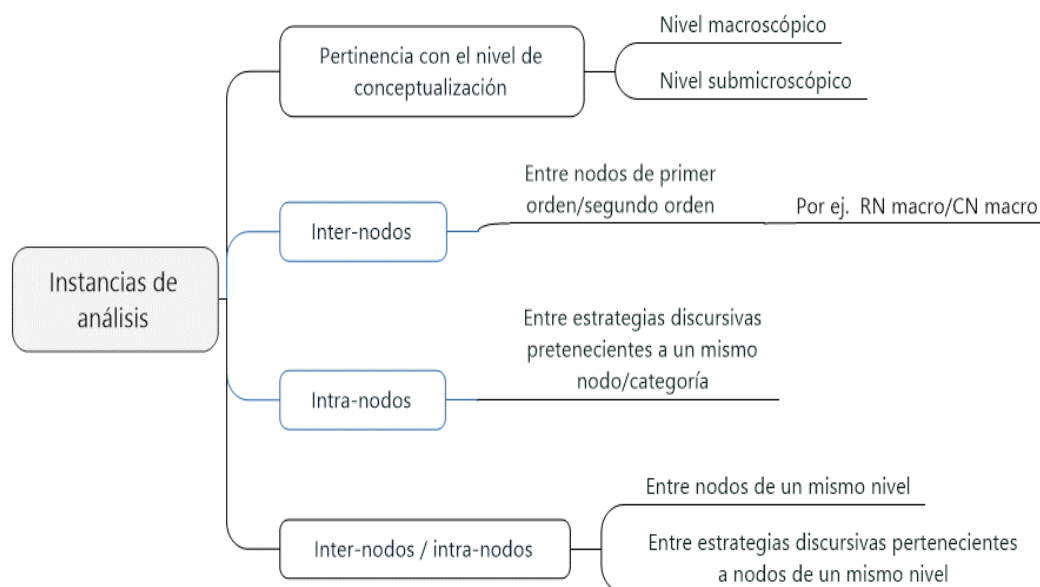 Instancias de
análisis
Pertinencia con el nivel de
conceptualización
Nivel macroscópico
Nivel submicroscópico
Inter-nodos
Entre nodos de primer
orden/segundo orden
Por ej. RN macro/CN macro
Intra-nodos
Entre estrategias discursivas
pretenecientes a un mismo
nodo/categoría
Inter-nodos / intra-nodos
Entre nodos de un mismo nivel
Entre estrategias discursivas pertenecientes
a nodos de un mismo nivel